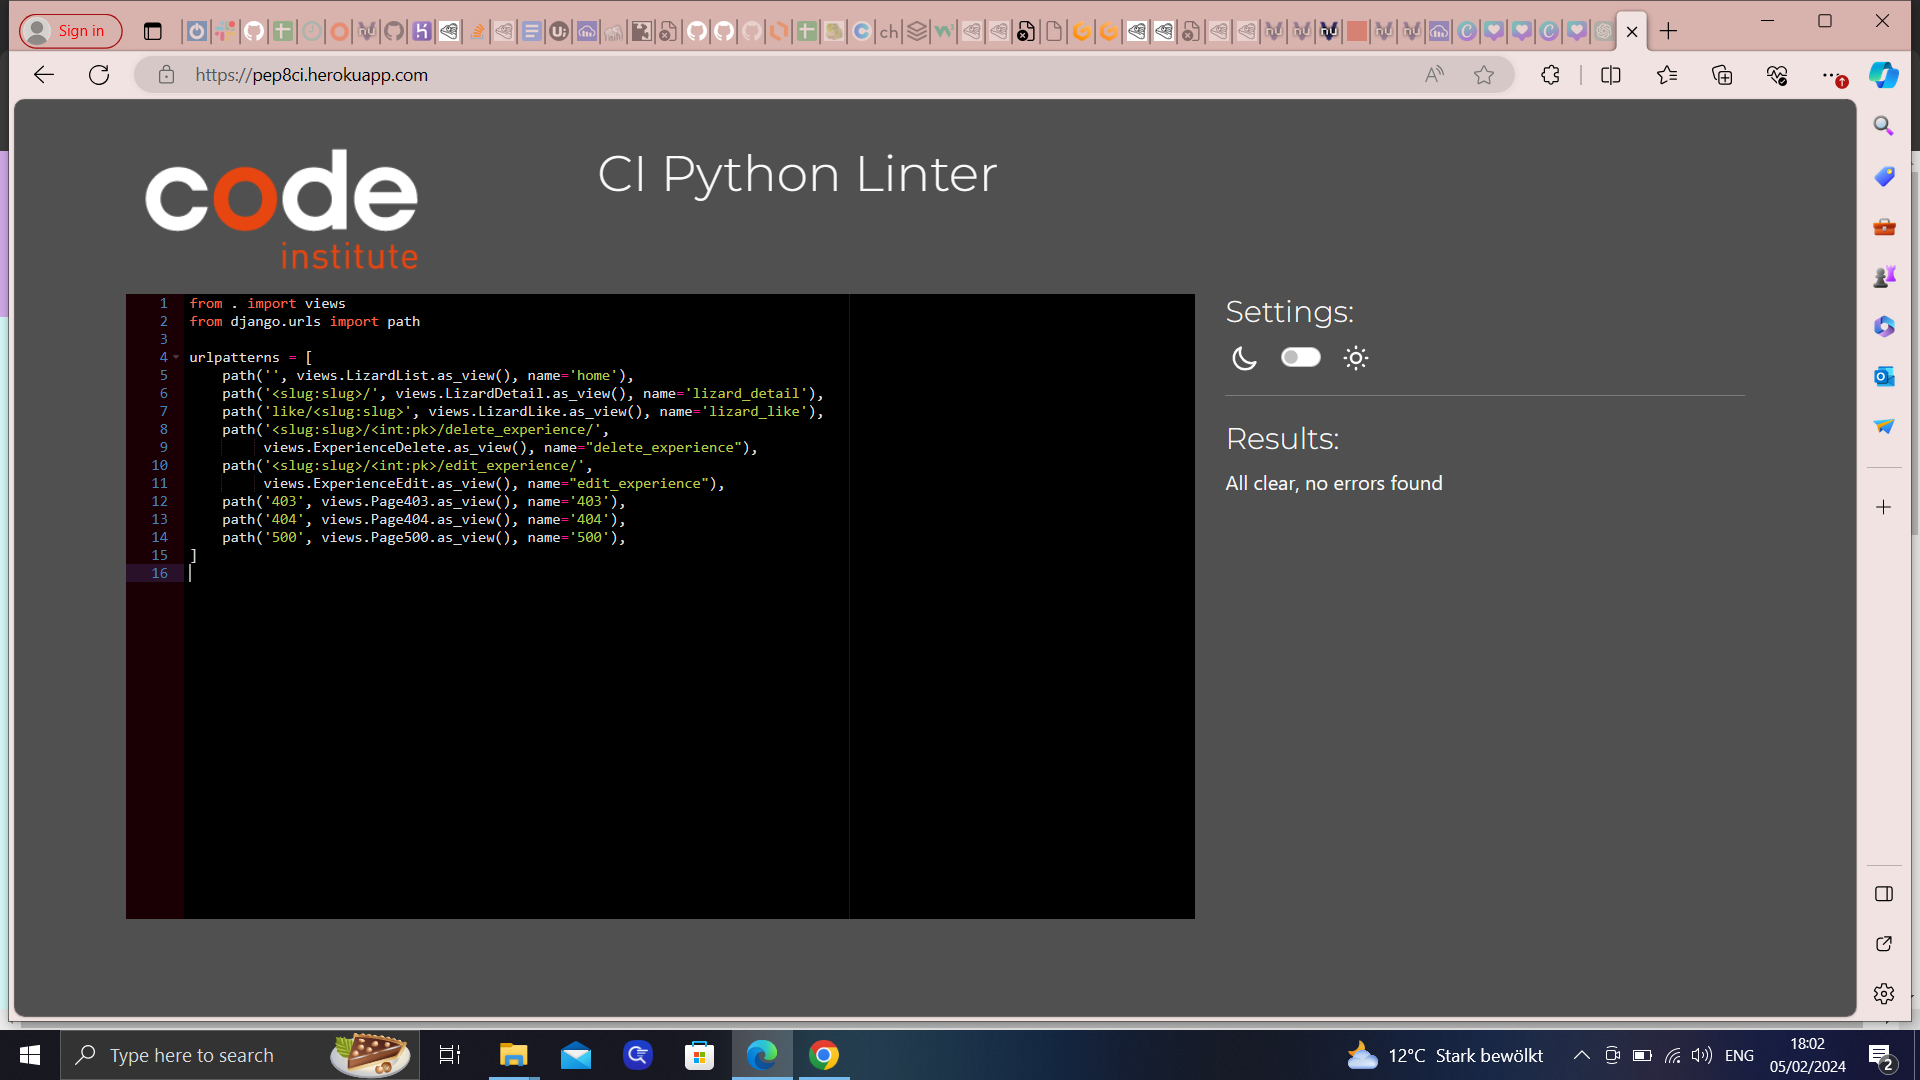 Sign in
https://pep8ci.herokuapp.com
code
institute
CI Python Linter
1 from . import views
2 from django.urls import path
3
4 urlpatterns = [
5 path('', views.LizardList.as_view(), name='home'),
6 path('<slug:slug>/', views.LizardDetail.as_view(), name='lizard_detail'),
7 path('like/<slug:slug>', views.LizardLike.as_view(), name='lizard_like'),
8 path('<slug:slug>/<int:pk>/delete_experience/',
9 views.ExperienceDelete.as_view(), name="delete_experience"),
10 path('<slug:slug>/<int:pk>/edit_experience/',
11 views.ExperienceEdit.as_view(), name="edit_experience"),
12 path('403', views.Page403.as_view(), name='403'),
13 path('404', views.Page404.as_view(), name='404'),
14 path('500', views.Page500.as_view(), name='500'),
15 ]
16
Settings:
Results:
All clear, no errors found
Type here to search
12°C Stark bewölkt
ENG
18:02
05/02/2024
2